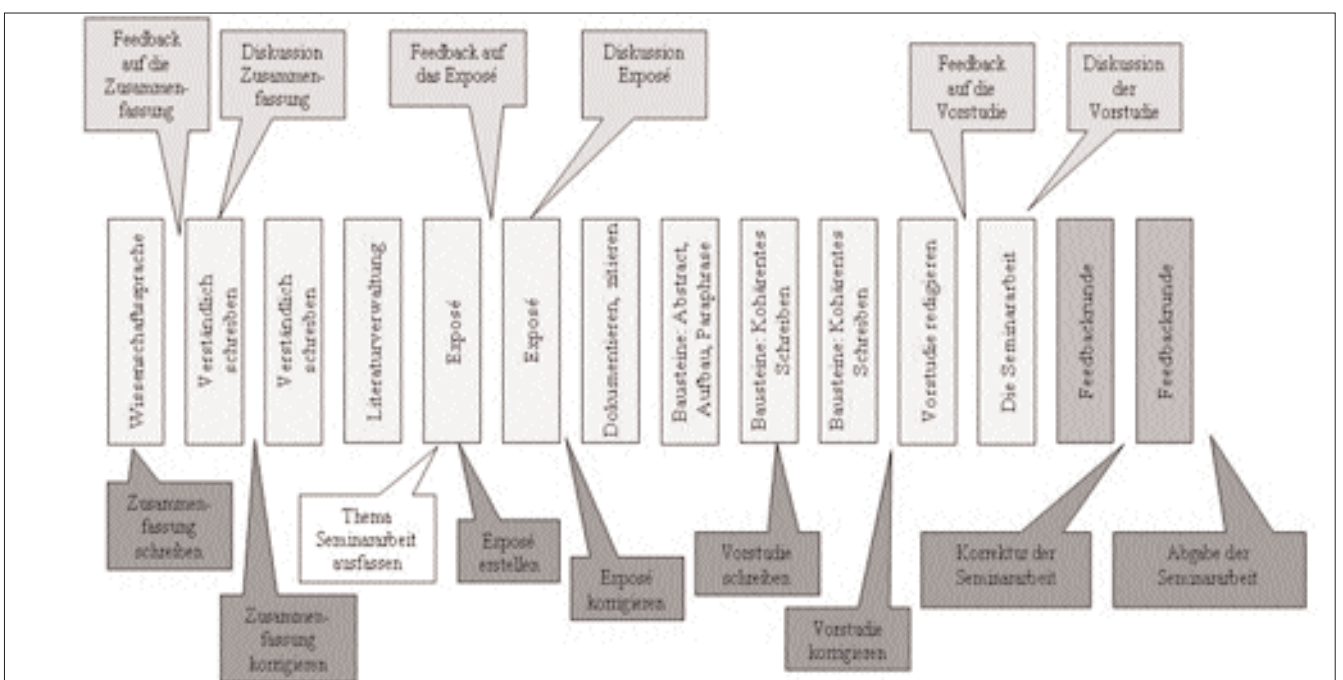 Feedback
auf die
Zusammen-
fassung
Diskussion
Zusammen-
fassung
Feedback auf
das Exposé
Diskussion
Exposé
Feedback
auf die
Vorstudie
Diskussion
der
Vorstudie
Wissenschaftssprache
Verständlich
schreiben
Verständlich
schreiben
Literaturverwaltung
Exposé
Exposé
Dokumentieren, zitieren
Bausteine: Abstract,
Aufbau, Paraphrase
Bausteine: Kohärentes
Schreiben
Bausteine: Kohärentes
Schreiben
Vorstudie redigieren
Die Seminararbeit
Feedbackrunde
Feedbackrunde
Zusammen-
fassung
schreiben
Zusammen-
fassung
korrigieren
Thema
Seminararbeit
ausfassen
Exposé
erstellen
Exposé
korrigieren
Vorstudie
schreiben
Vorstudie
korrigieren
Korrektur der
Seminararbeit
Abgabe der
Seminararbeit